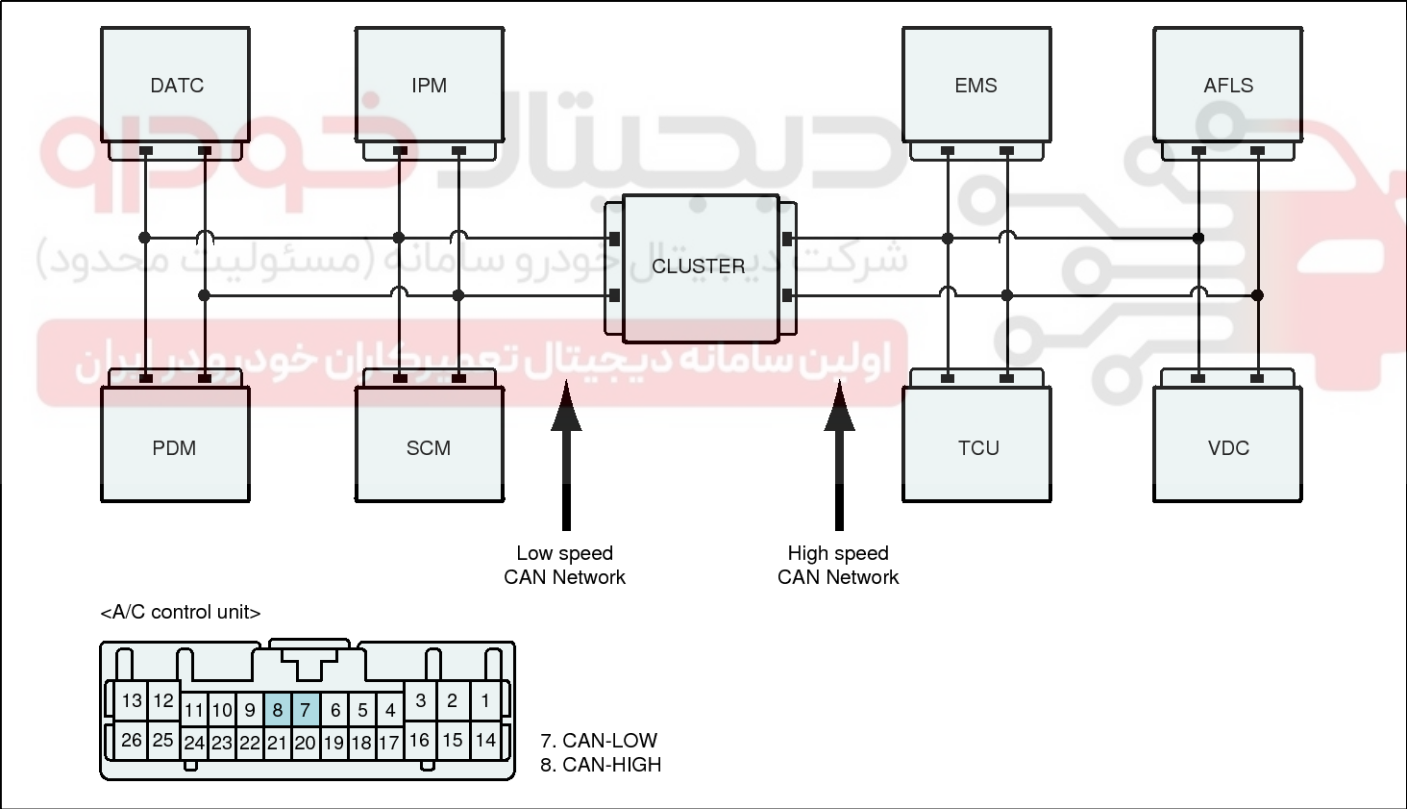 DATC
IPM
EMS
AFLS
دیجیتال خودرو
شرکت دیجیتال خودرو سامانه (مسئولیت محدود)
CLUSTER
اولین سامانه دیجیتال تعمیرکاران خودرو در ایران
PDM
SCM
TCU
VDC
Low speed
CAN Network
High speed
CAN Network
<A/C control unit>
13 12 11 10 9 8 7 6 5 4 3 2 1
26 25 24 23 22 21 20 19 18 17 16 15 14
7. CAN-LOW
8. CAN-HIGH